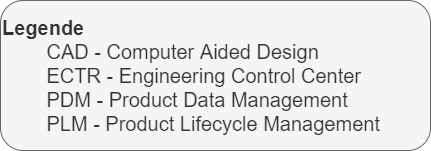 Legende
CAD - Computer Aided Design
ECTR - Engineering Control Center
PDM - Product Data Management
PLM - Product Lifecycle Management